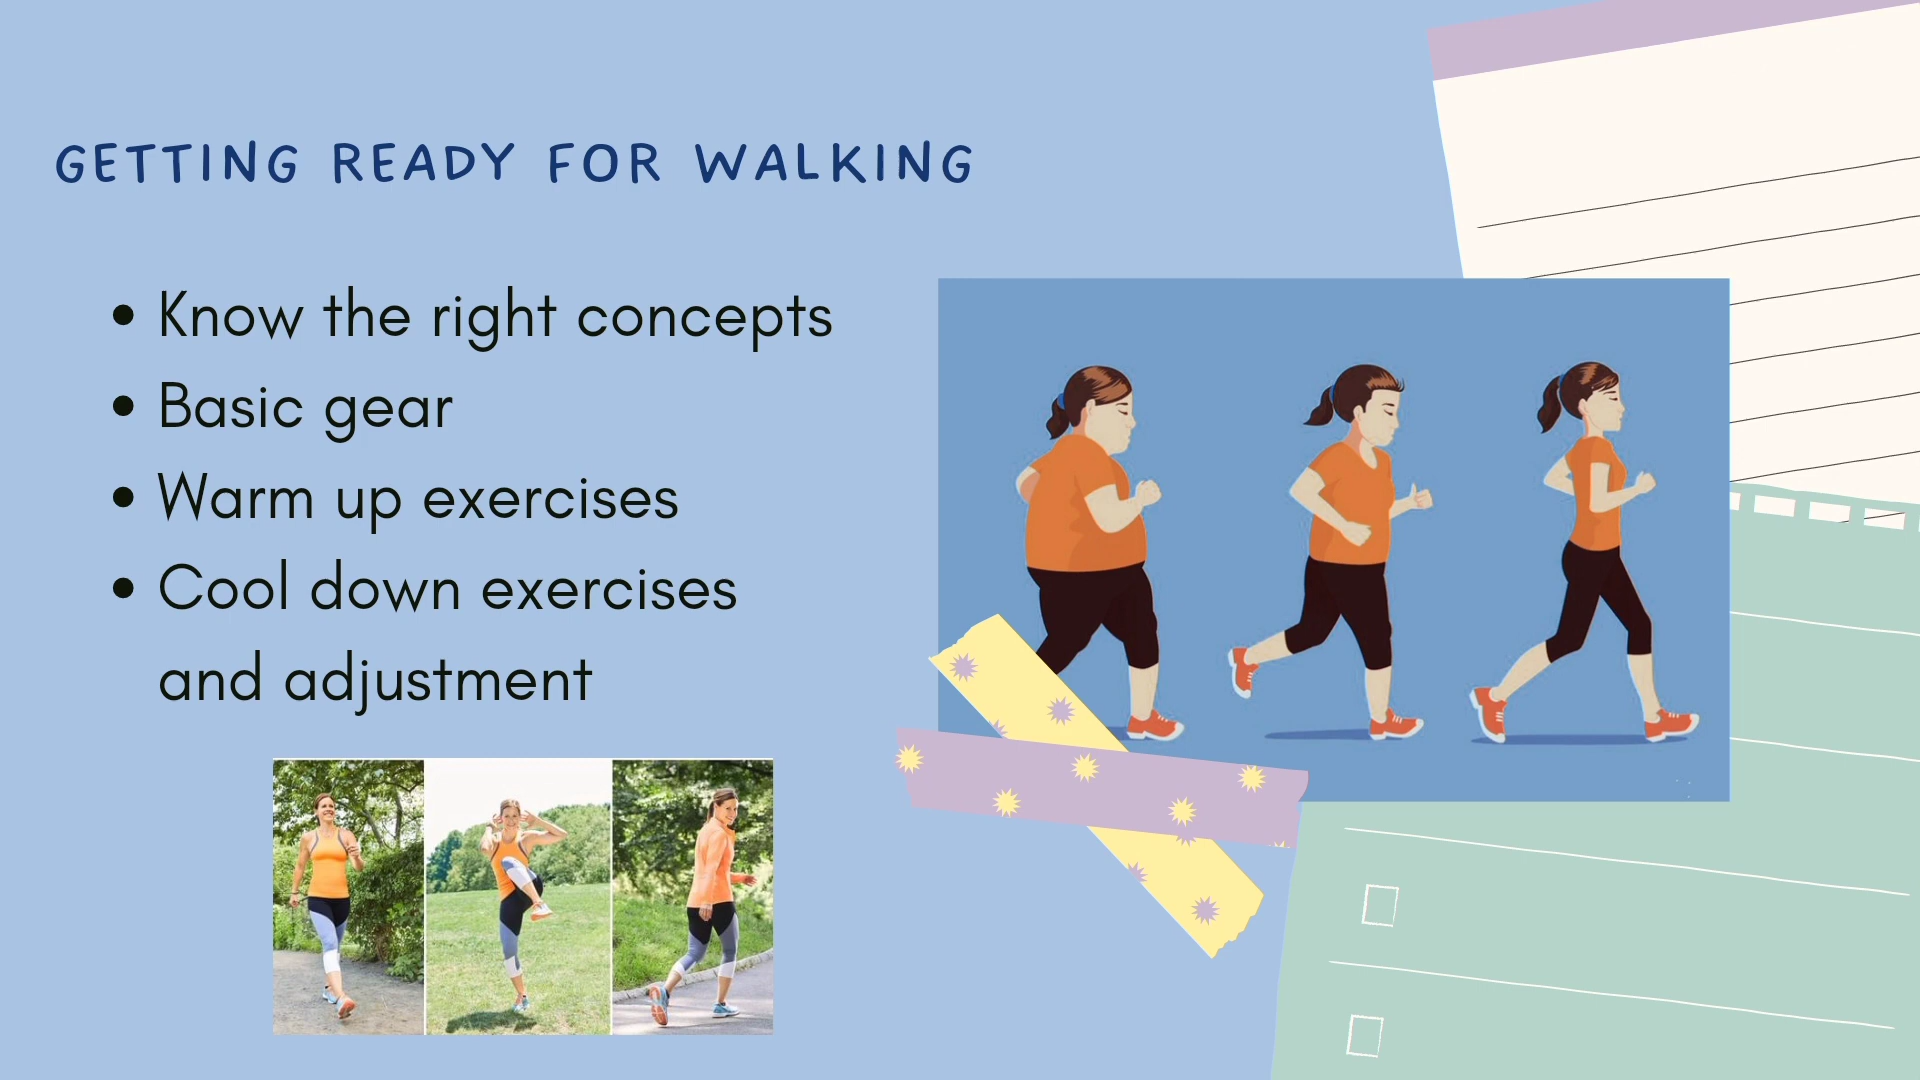 GETTING READY FOR WALKING
• Know the right concepts
• Basic gear
• Warm up exercises
• Cool down exercises
and adjustment